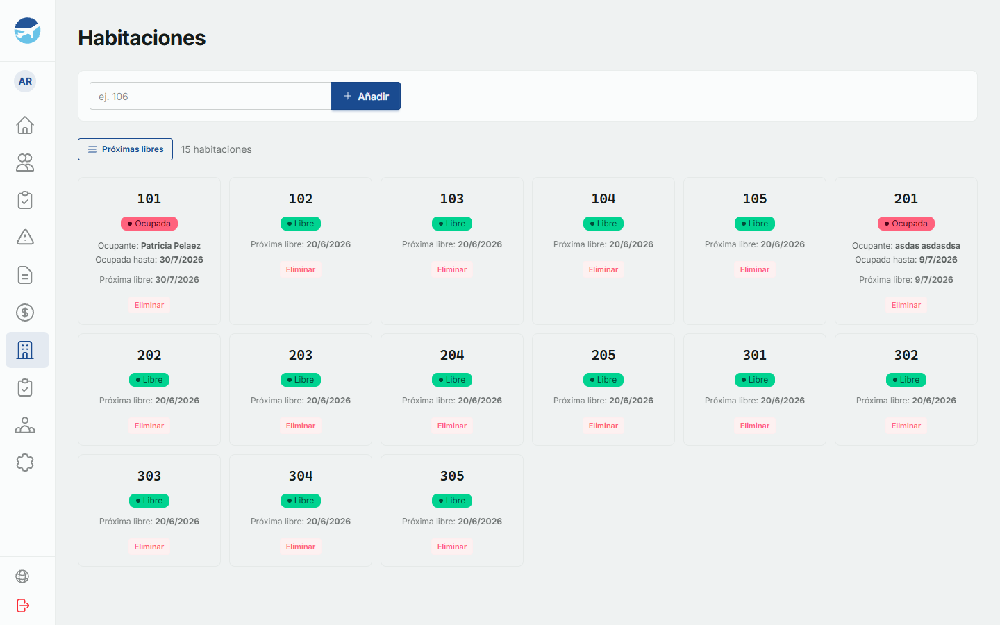 Habitaciones
AR
ej. 106
Añadir
Próximas libres
15 habitaciones
101
Ocupada
Ocupante: Patricia Pelaez
Ocupada hasta: 30/7/2026
Próxima libre: 30/7/2026
Eliminar
102
Libre
Próxima libre: 20/6/2026
Eliminar
103
Libre
Próxima libre: 20/6/2026
Eliminar
104
Libre
Próxima libre: 20/6/2026
Eliminar
105
Libre
Próxima libre: 20/6/2026
Eliminar
201
Ocupada
Ocupante: asdas asdasdsa
Ocupada hasta: 9/7/2026
Próxima libre: 9/7/2026
Eliminar
202
Libre
Próxima libre: 20/6/2026
Eliminar
203
Libre
Próxima libre: 20/6/2026
Eliminar
204
Libre
Próxima libre: 20/6/2026
Eliminar
205
Libre
Próxima libre: 20/6/2026
Eliminar
301
Libre
Próxima libre: 20/6/2026
Eliminar
302
Libre
Próxima libre: 20/6/2026
Eliminar
303
Libre
Próxima libre: 20/6/2026
Eliminar
304
Libre
Próxima libre: 20/6/2026
Eliminar
305
Libre
Próxima libre: 20/6/2026
Eliminar